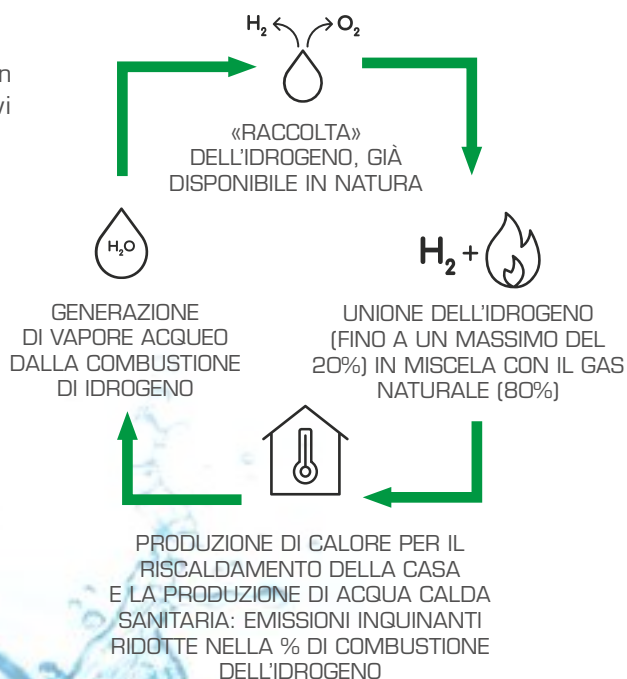 H₂ O₂
n
vi
«RACCOLTA»
DELL'IDROGENO, GIÀ
DISPONIBILE IN NATURA
H₂O
H₂ +
GENERAZIONE
DI VAPORE ACQUEO
DALLA COMBUSTIONE
DI IDROGENO
UNIONE DELL'IDROGENO
(FINO A UN MASSIMO DEL
20%) IN MISCELA CON IL GAS
NATURALE (80%)
PRODUZIONE DI CALORE PER IL
RISCALDAMENTO DELLA CASA
E LA PRODUZIONE DI ACQUA CALDA
SANITARIA: EMISSIONI INQUINANTI
RIDOTTE NELLA % DI COMBUSTIONE
DELL'IDROGENO